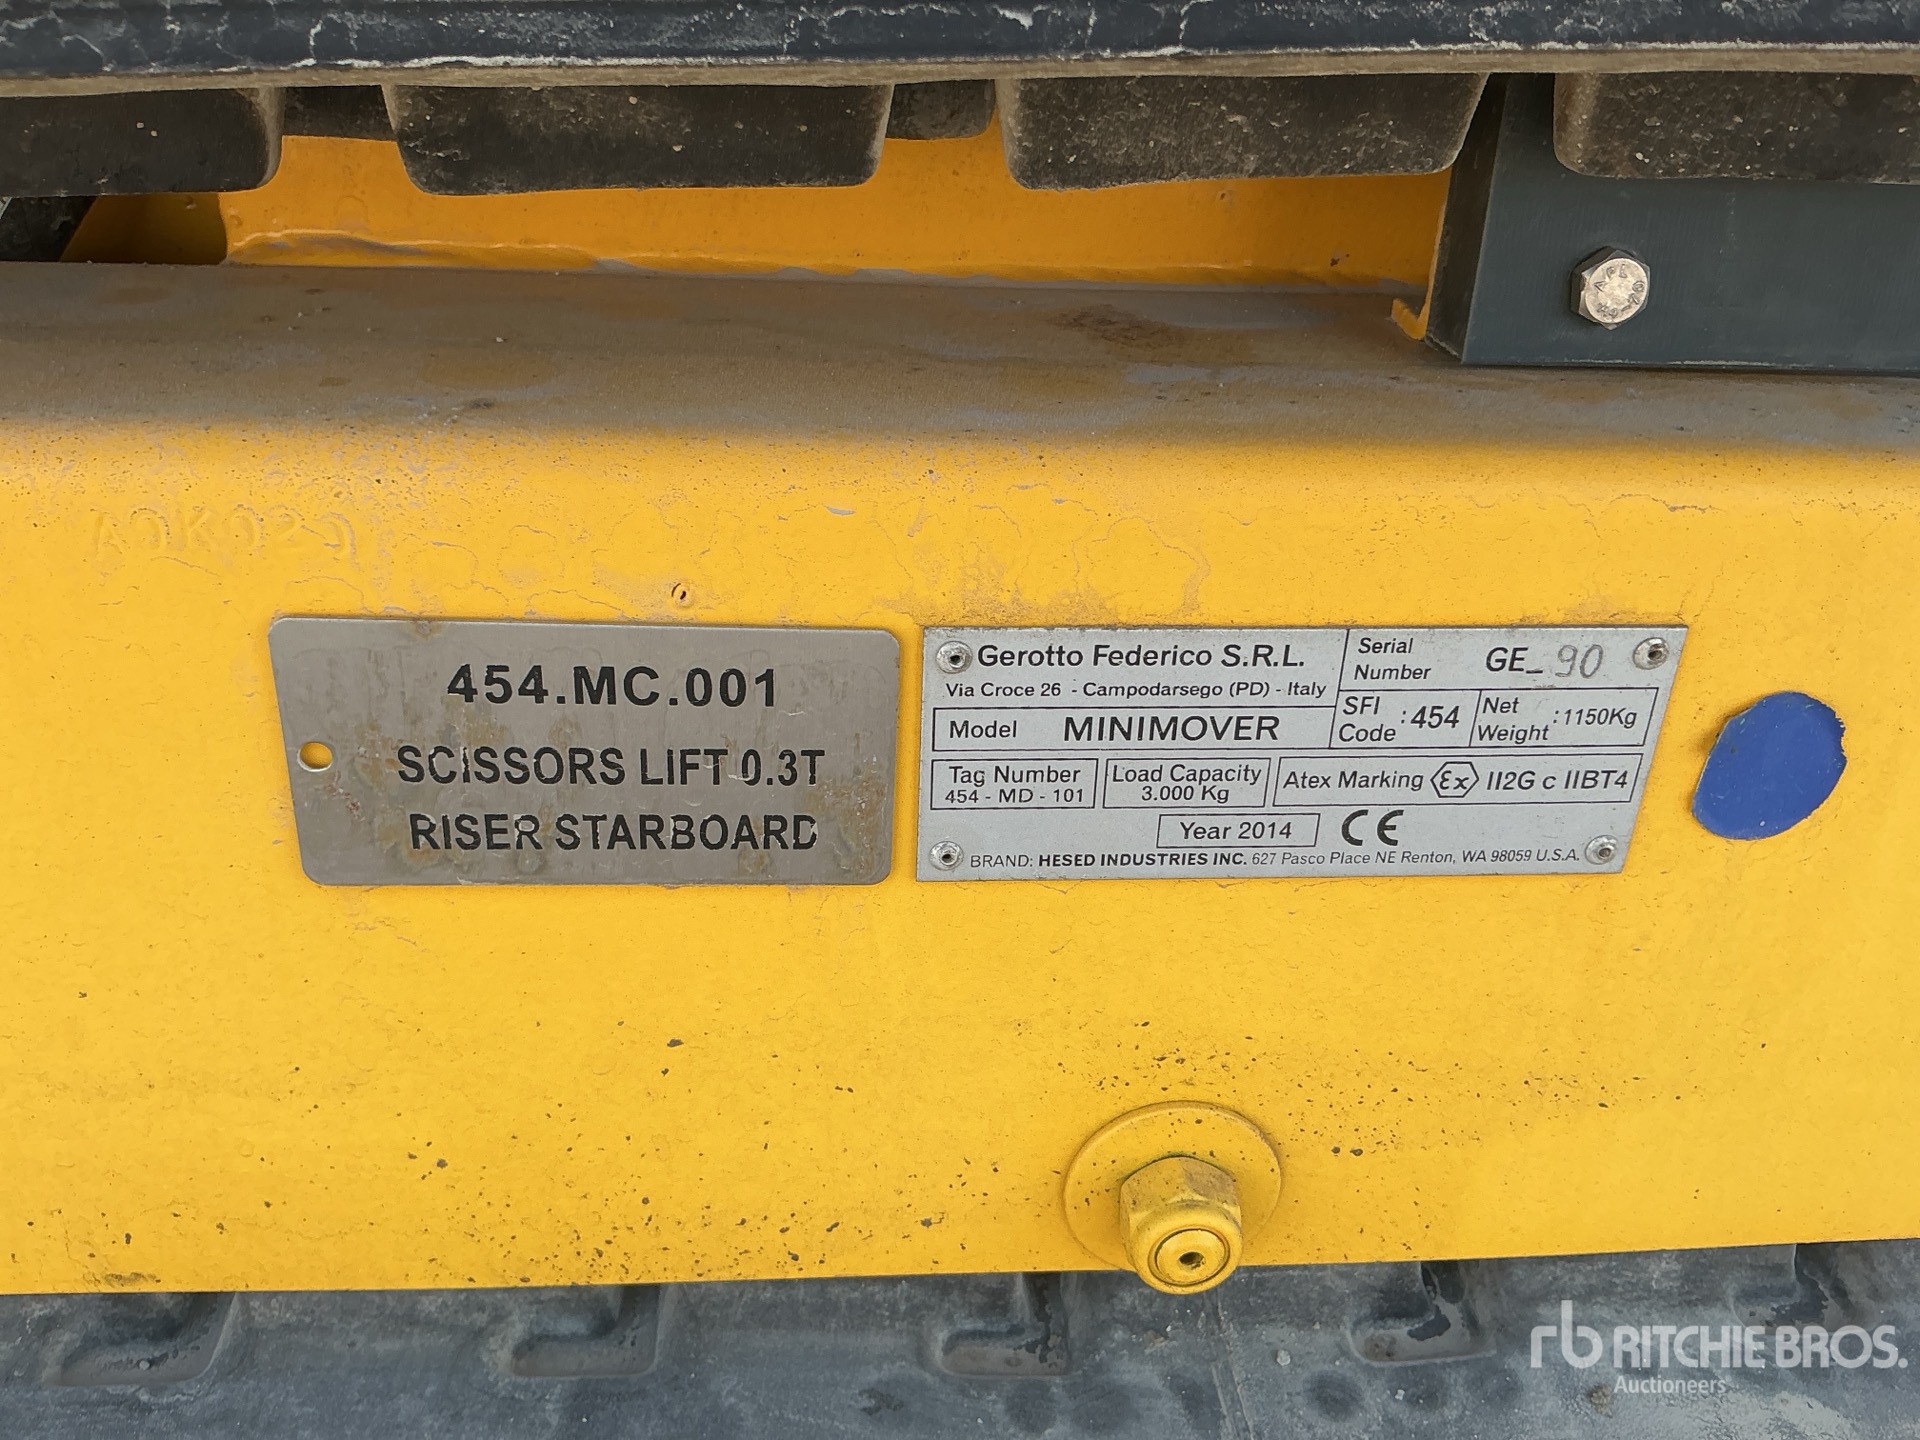 454.MC.001
SCISSORS LIFT 0.3T
RISER STARBOARD
Gerotto Federico S.R.L.
Via Croce 26 - Campodarsego (PD) - Italy
Serial Number GE_90
Model MINIMOVER
SFI Code : 454
Net Weight : 1150Kg
Tag Number
454 - MD - 101
Load Capacity
3.000 Kg
Atex Marking Ex II2G c IIBT4
Year 2014 CE
BRAND: HESED INDUSTRIES INC. 627 Pasco Place NE Renton, WA 98059 U.S.A.
rb RITCHIE BROS.
Auctioneers